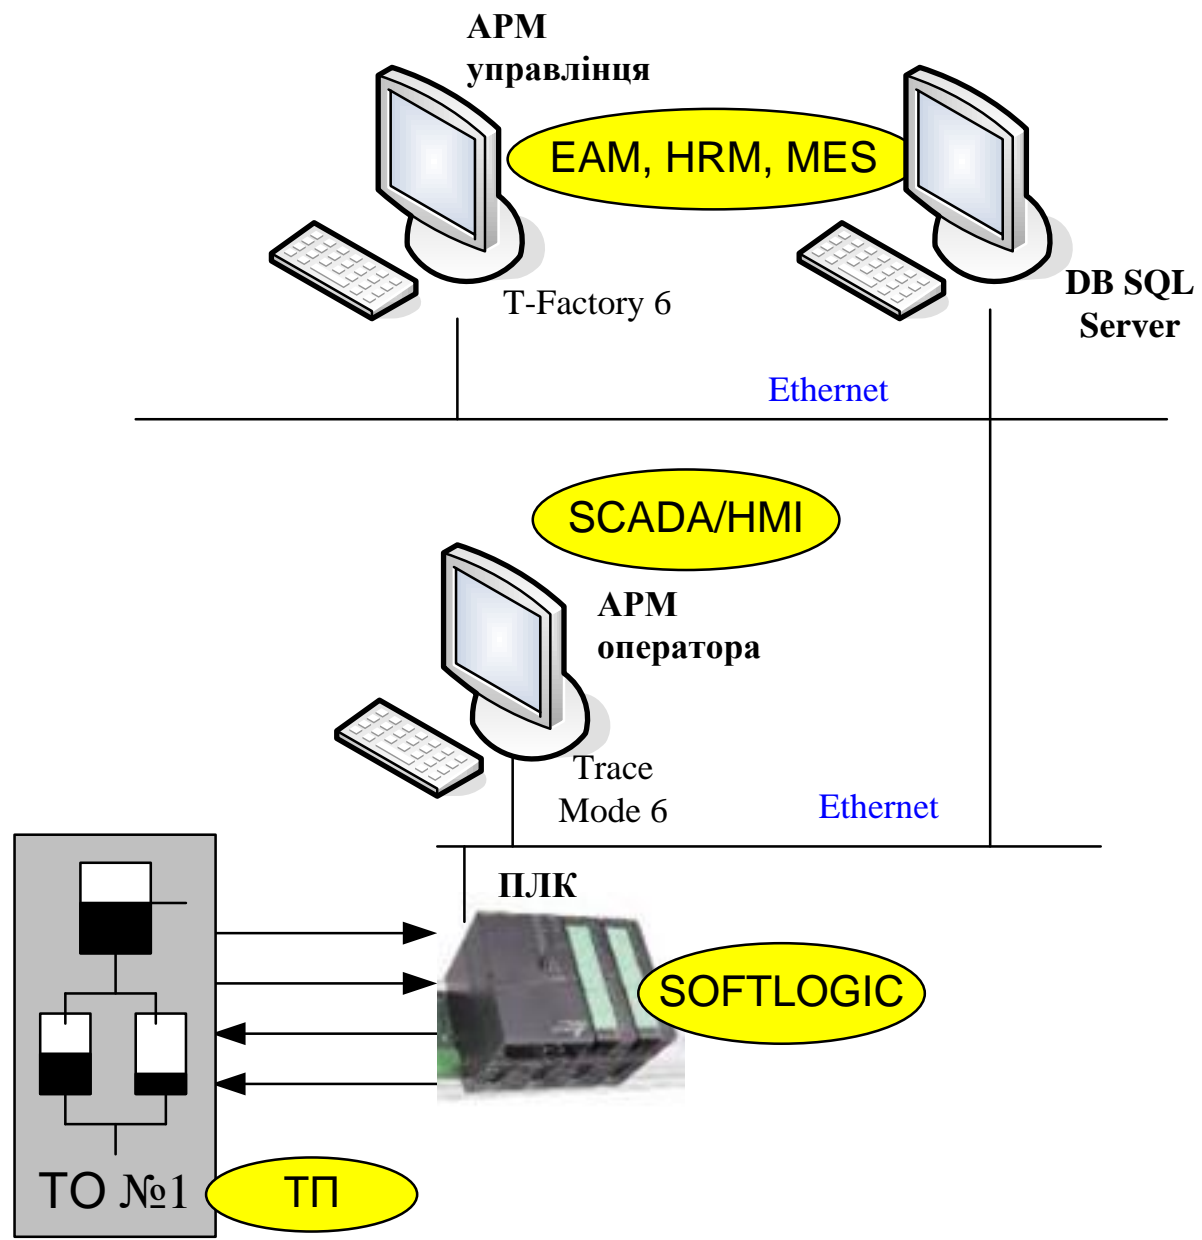 АРМ
управлінця
EAM, HRM, MES
T-Factory 6
DB SQL
Server
Ethernet
SCADA/HMI
АРМ
оператора
Trace
Mode 6
Ethernet
ПЛК
SOFTLOGIC
ТО №1
ТП